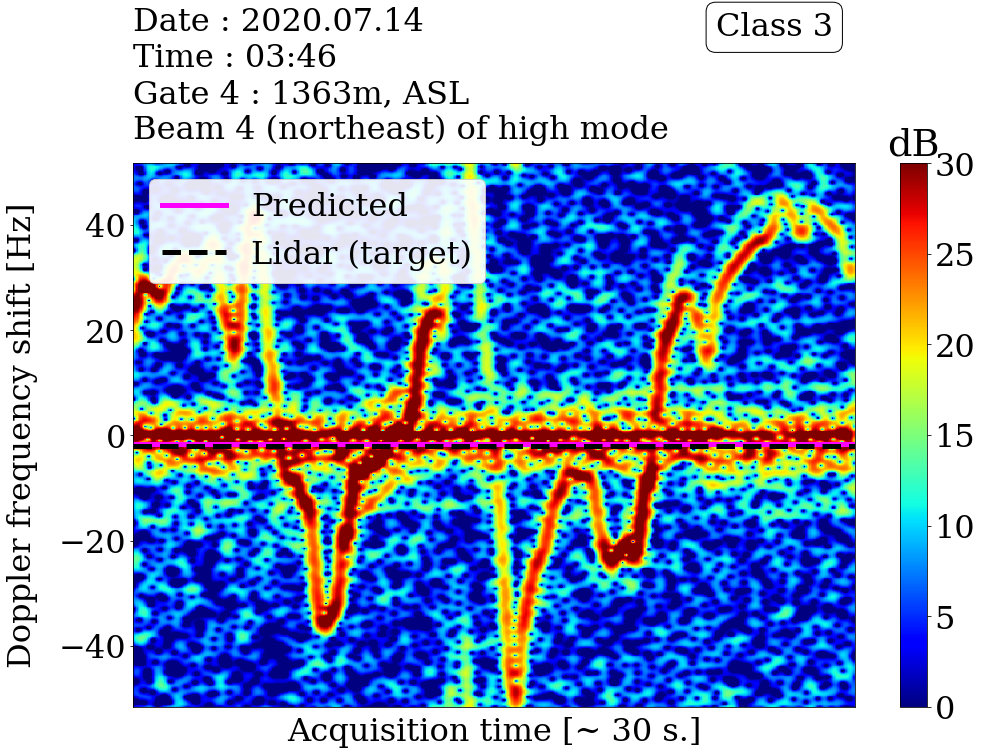 Date : 2020.07.14
Time : 03:46
Gate 4 : 1363m, ASL
Beam 4 (northeast) of high mode
Class 3
dB
Predicted
Lidar (target)
Doppler frequency shift [Hz]
40
20
0
−20
−40
30
25
20
15
10
5
0
Acquisition time [~ 30 s.]